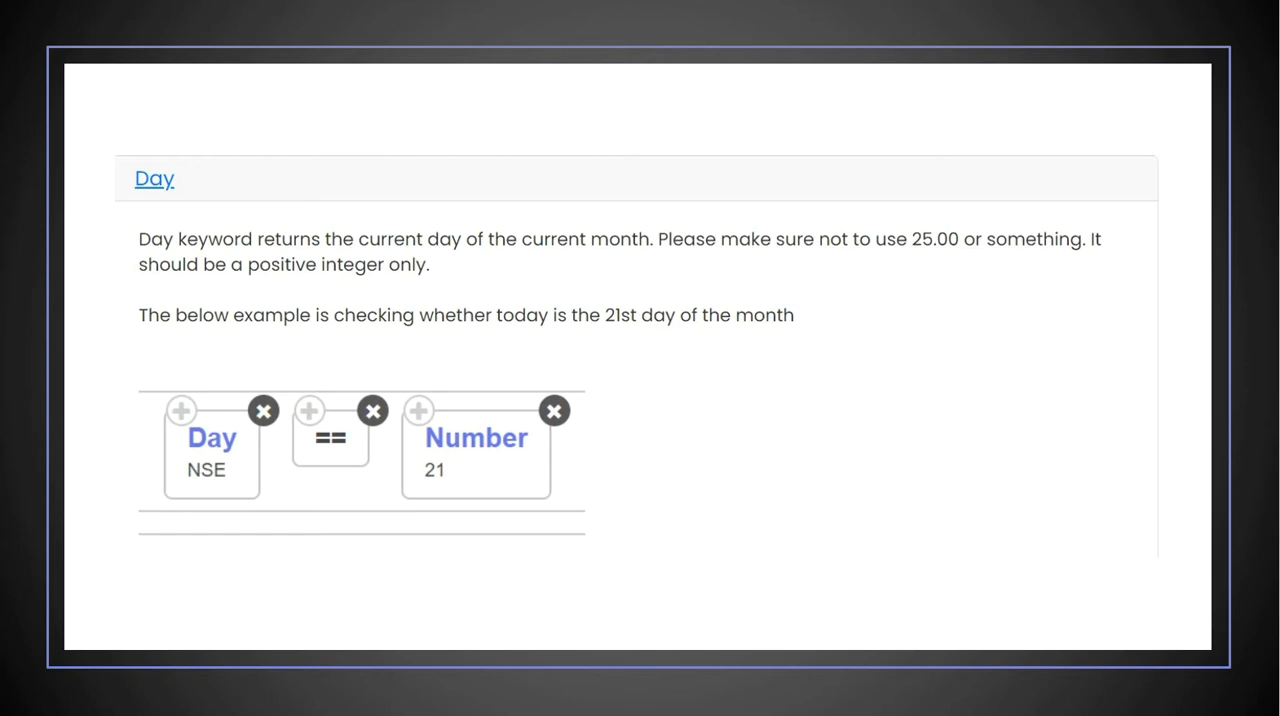 Day
Day keyword returns the current day of the current month. Please make sure not to use 25.00 or something. It
should be a positive integer only.
The below example is checking whether today is the 21st day of the month
Day == Number
NSE 21